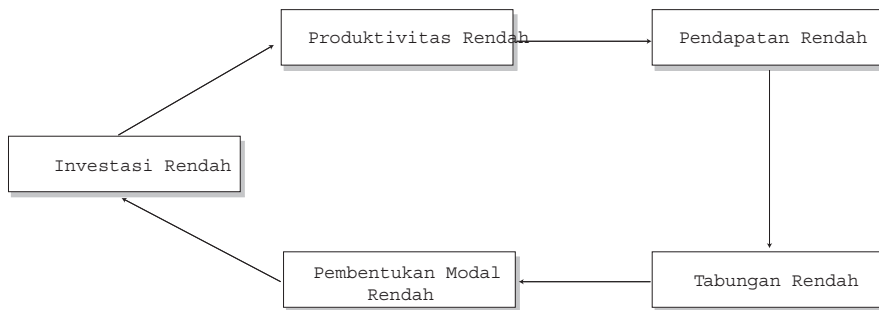 Produktivitas Rendah
Pendapatan Rendah
Investasi Rendah
Pembentukan Modal
Rendah
Tabungan Rendah